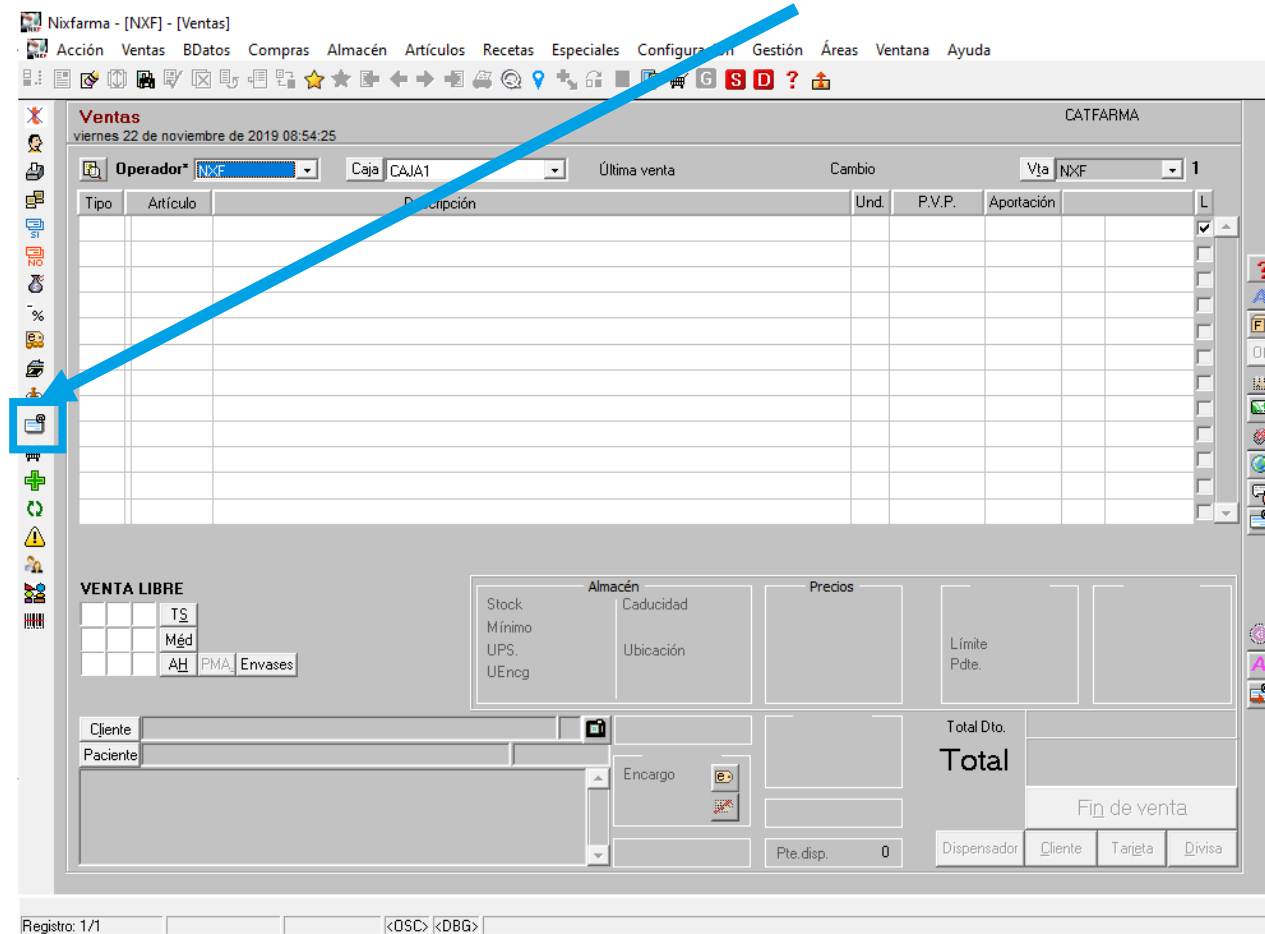 Nixfarma - [NXF] - [Ventas]
Acción Ventas BDatos Compras Almacén Artículos Recetas Especiales Configuración Gestión Áreas Ventana Ayuda
G S D ?
Ventas
CATFARMA
viernes 22 de noviembre de 2019 08:54:25
Operador* NXF Caja CAJA1 Última venta Cambio Vta NXF 1
Tipo Artículo Descripción Und. P.V.P. Aportación L
SI
NO
%
VENTA LIBRE
TS
Méd
AH PMA Envases
Almacén
Stock Caducidad
Mínimo
UPS. Ubicación
UEncg
Precios
Límite
Pdte.
Cliente
Paciente
Encargo
Pte.disp. 0
Total Dto.
Total
Fin de venta
Dispensador Cliente Tarjeta Divisa
Registro: 1/1 <OSC> <DBG>